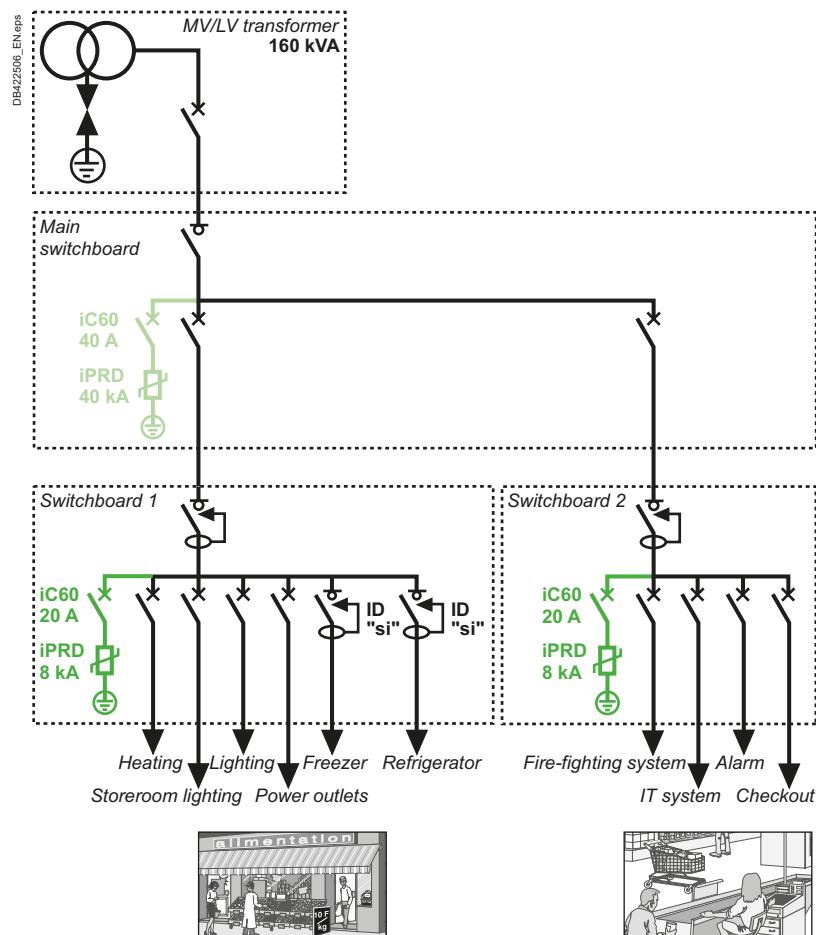 DB422506_EN.eps
MV/LV transformer
160 kVA
Main
switchboard
iC60
40 A
iPRD
40 kA
Switchboard 1
iC60
20 A
iPRD
8 kA
ID
"si"
ID
"si"
Heating
Lighting
Freezer
Refrigerator
Storeroom lighting
Power outlets
Switchboard 2
iC60
20 A
iPRD
8 kA
Fire-fighting system
Alarm
IT system
Checkout
alimentation
10 F
kg